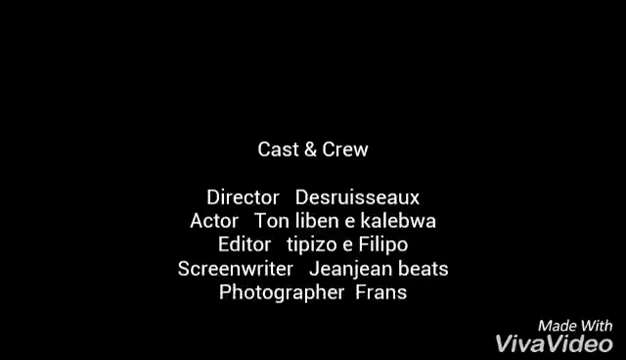 Cast & Crew
Director Desruisseaux
Actor Ton liben e kalebwa
Editor tipizo e Filipo
Screenwriter Jeanjean beats
Photographer Frans
Made With
VivaVideo